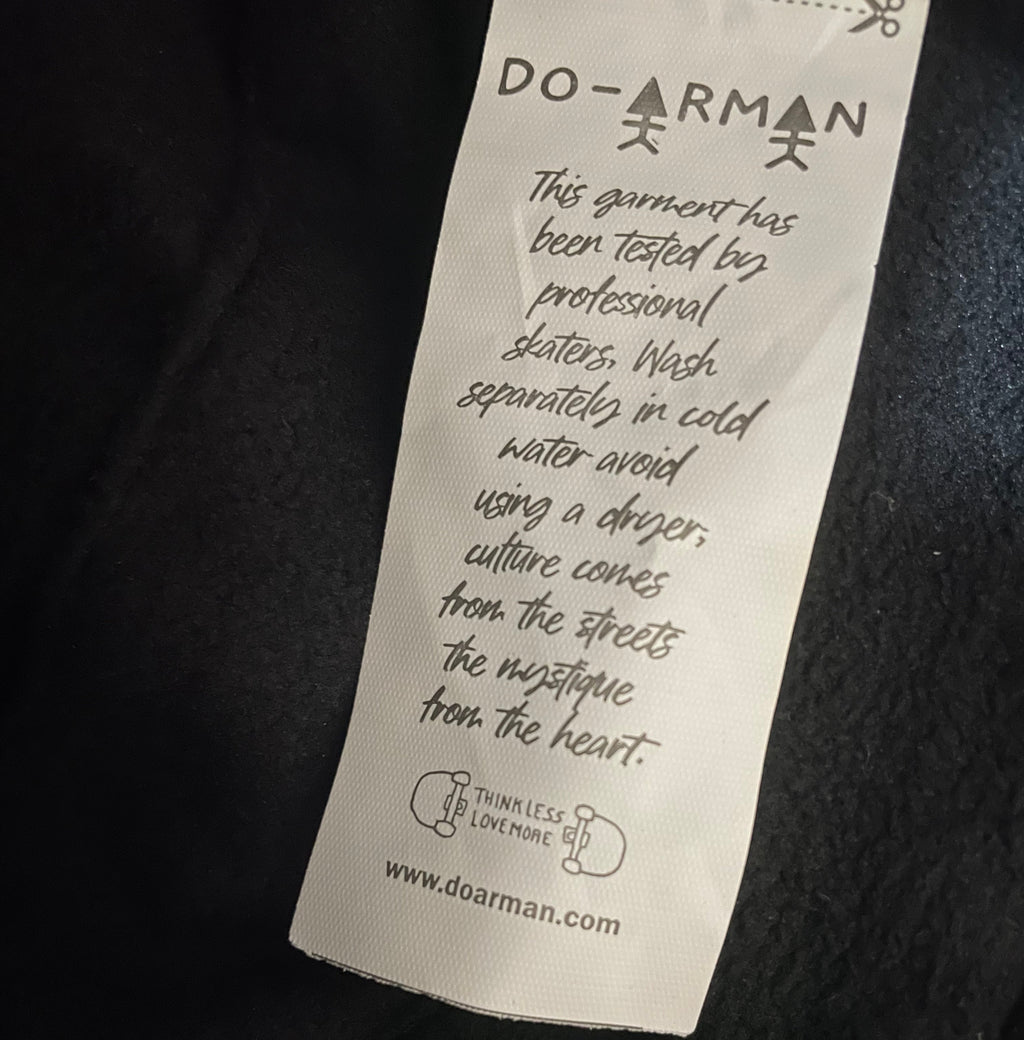 DO-ARMAN
This garment has
been tested by
professional
skaters, Wash
separately in cold
water avoid
using a dryer;
culture comes
from the streets
the mystique
from the heart.
THINK LESS
LOVE MORE
www.doarman.com